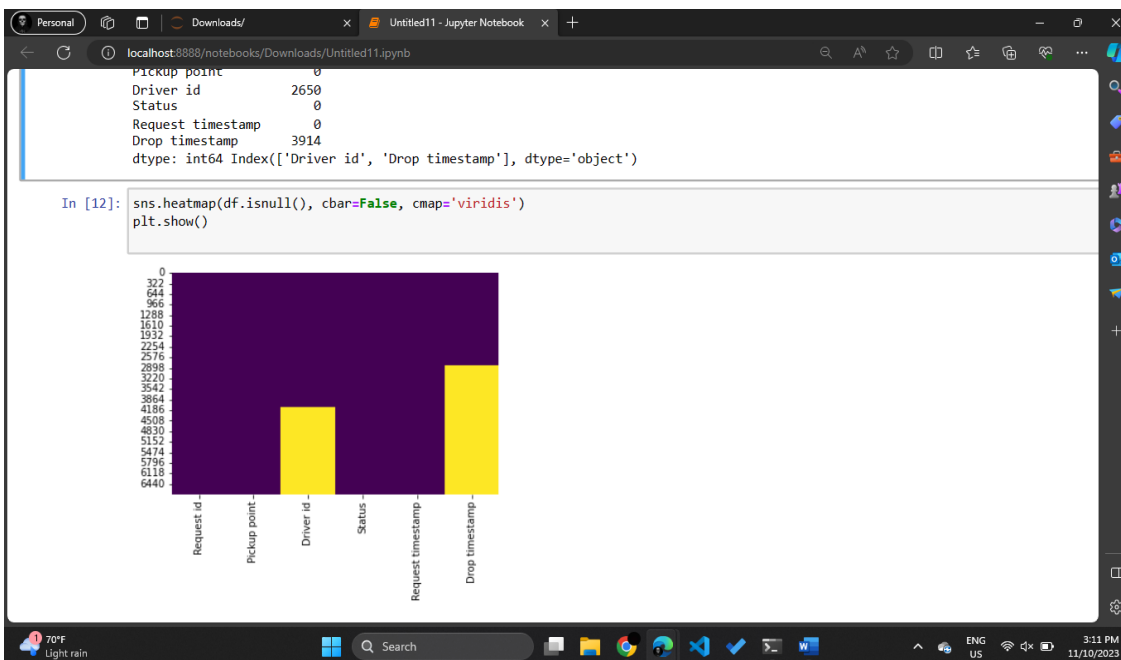 Personal
Downloads/
Untitled11 - Jupyter Notebook
localhost:8888/notebooks/Downloads/Untitled11.ipynb
Pickup point 0
Driver id 2650
Status 0
Request timestamp 0
Drop timestamp 3914
dtype: int64 Index(['Driver id', 'Drop timestamp'], dtype='object')
In [12]: sns.heatmap(df.isnull(), cbar=False, cmap='viridis')
plt.show()
0
322
644
966
1288
1610
1932
2254
2576
2898
3220
3542
3864
4186
4508
4830
5152
5474
5796
6118
6440
Request id
Pickup point
Driver id
Status
Request timestamp
Drop timestamp
1
70°F
Light rain
Search
ENG
US
3:11 PM
11/10/2023